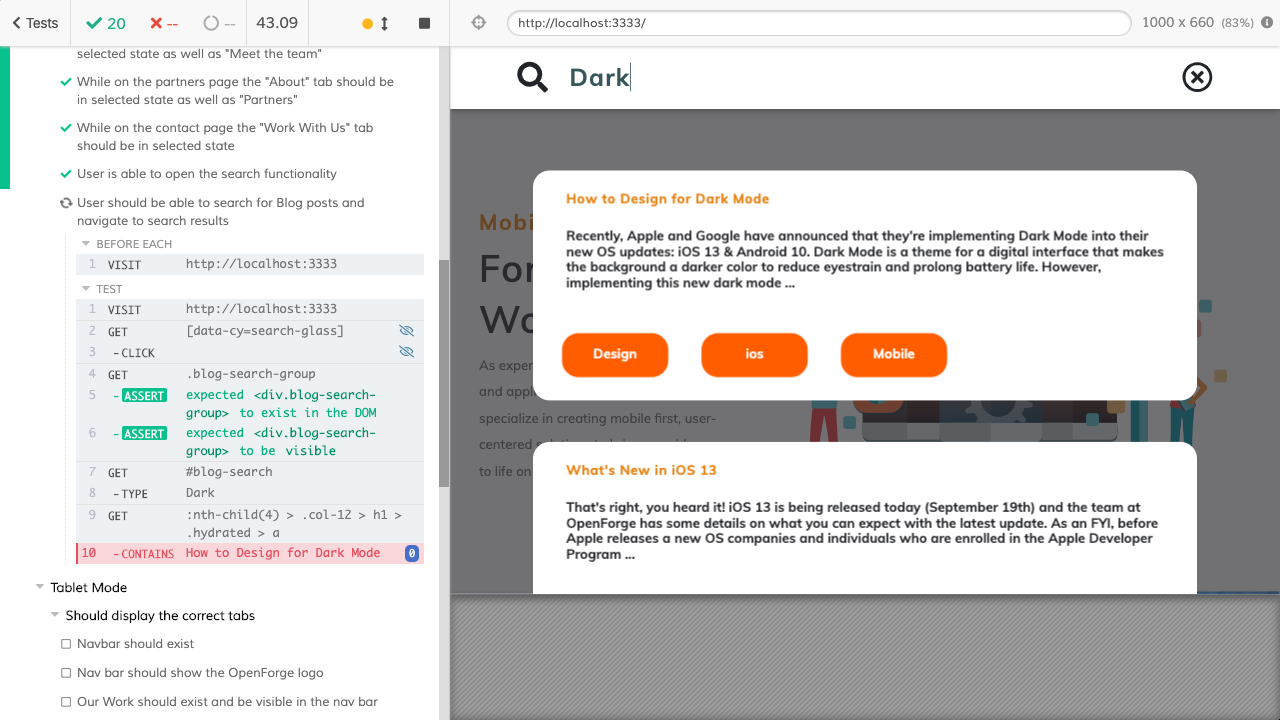 Tests
20
--
--
43.09
http://localhost:3333/
1000 x 660 (83%)
selected state as well as "Meet the team"
While on the partners page the "About" tab should be
in selected state as well as "Partners"
While on the contact page the "Work With Us" tab
should be in selected state
User is able to open the search functionality
User should be able to search for Blog posts and
navigate to search results
BEFORE EACH
1 VISIT http://localhost:3333
TEST
1 VISIT http://localhost:3333
2 GET [data-cy=search-glass]
3 -CLICK
4 GET .blog-search-group
5 -ASSERT expected <div.blog-search-
group> to exist in the DOM
6 -ASSERT expected <div.blog-search-
group> to be visible
7 GET #blog-search
8 -TYPE Dark
9 GET :nth-child(4) > .col-12 > h1 >
.hydrated > a
10 -CONTAINS How to Design for Dark Mode 0
Tablet Mode
Should display the correct tabs
Navbar should exist
Nav bar should show the OpenForge logo
Our Work should exist and be visible in the nav bar
Dark
How to Design for Dark Mode
Recently, Apple and Google have announced that they're implementing Dark Mode into their
new OS updates: iOS 13 & Android 10. Dark Mode is a theme for a digital interface that makes
the background a darker color to reduce eyestrain and prolong battery life. However,
implementing this new dark mode ...
Design
ios
Mobile
What's New in iOS 13
That's right, you heard it! iOS 13 is being released today (September 19th) and the team at
OpenForge has some details on what you can expect with the latest update. As an FYI, before
Apple releases a new OS companies and individuals who are enrolled in the Apple Developer
Program ...
Mobi
For
Wo
As exper
and appl
specialize in creating mobile first, user-
centered
to life on